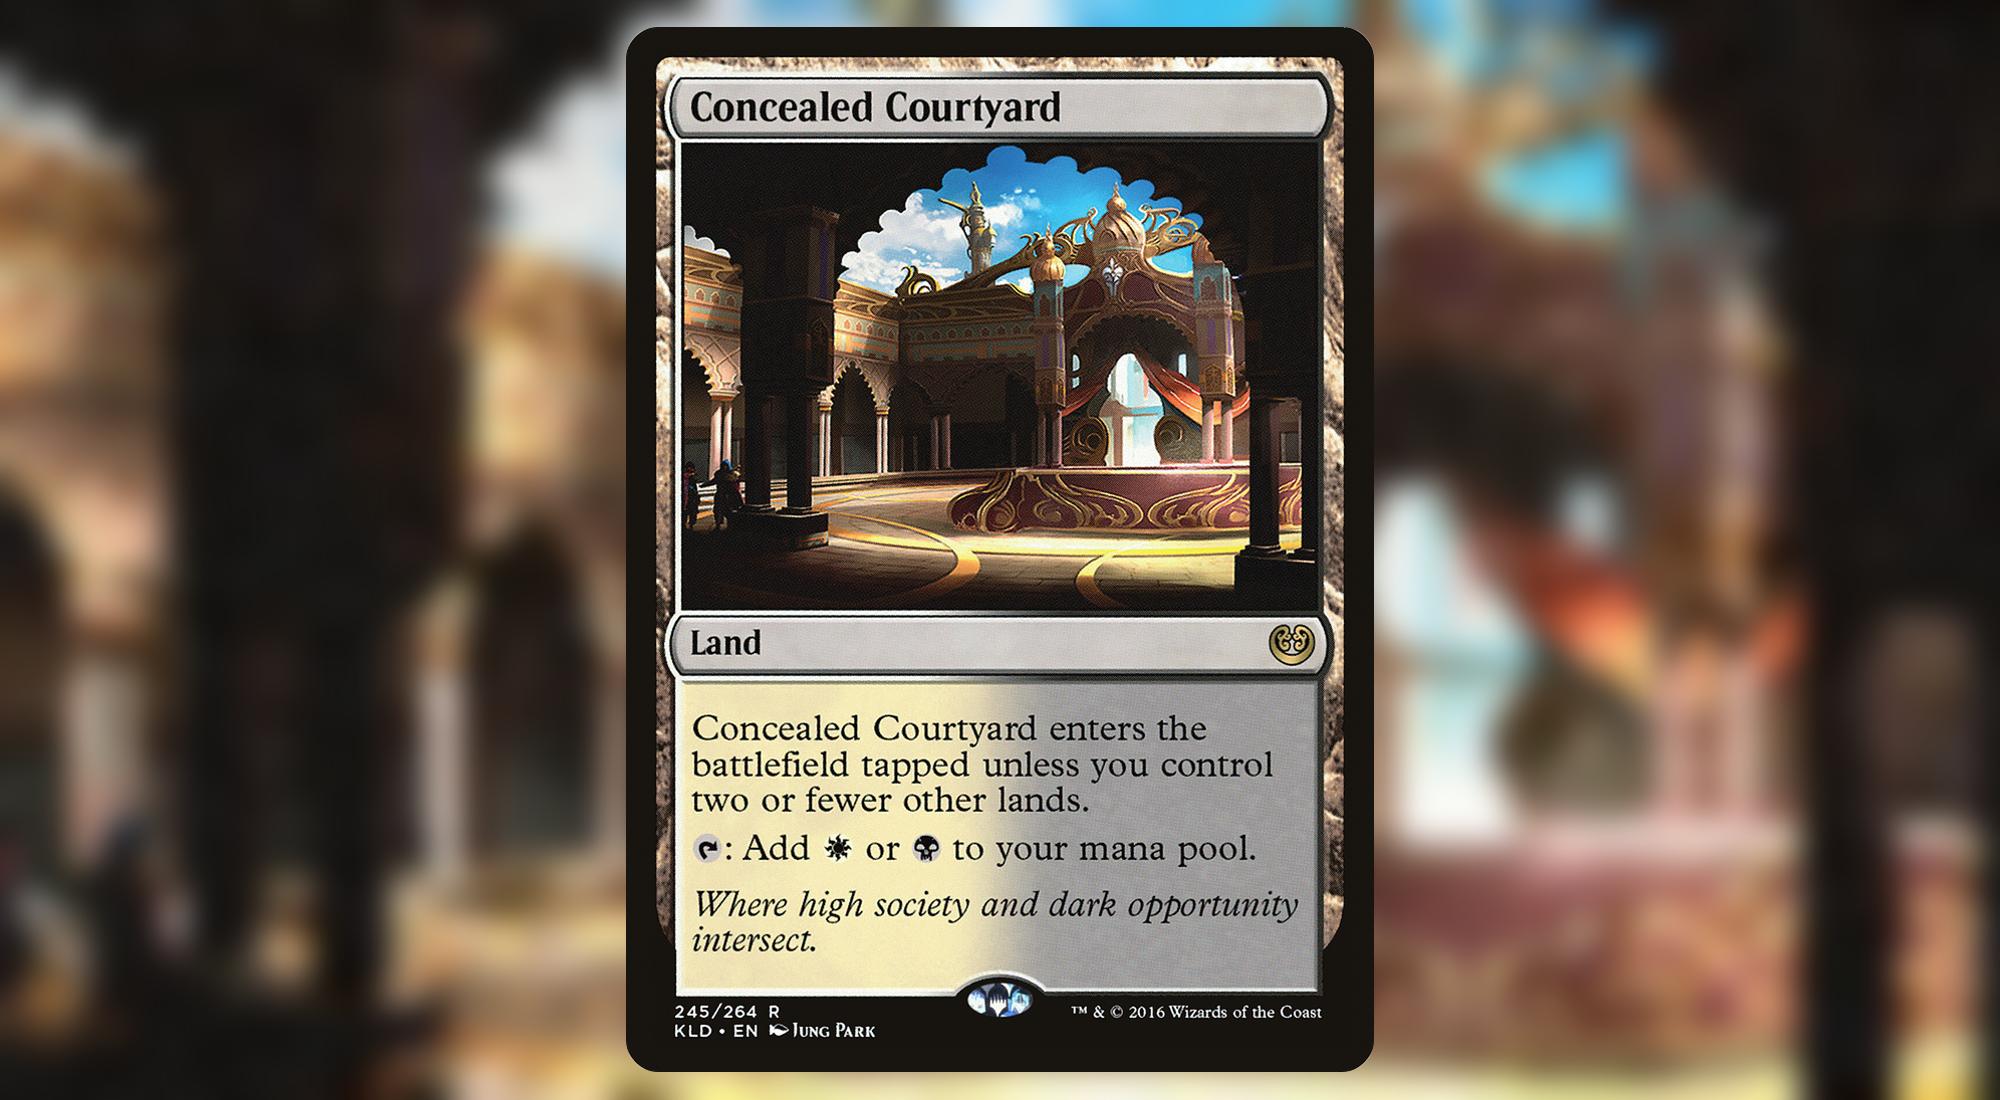 Concealed Courtyard
Land
Concealed Courtyard enters the
battlefield tapped unless you control
two or fewer other lands.
: Add or to your mana pool.
Where high society and dark opportunity
intersect.
245/264 R
KLD • EN Jung Park
™ & © 2016 Wizards of the Coast